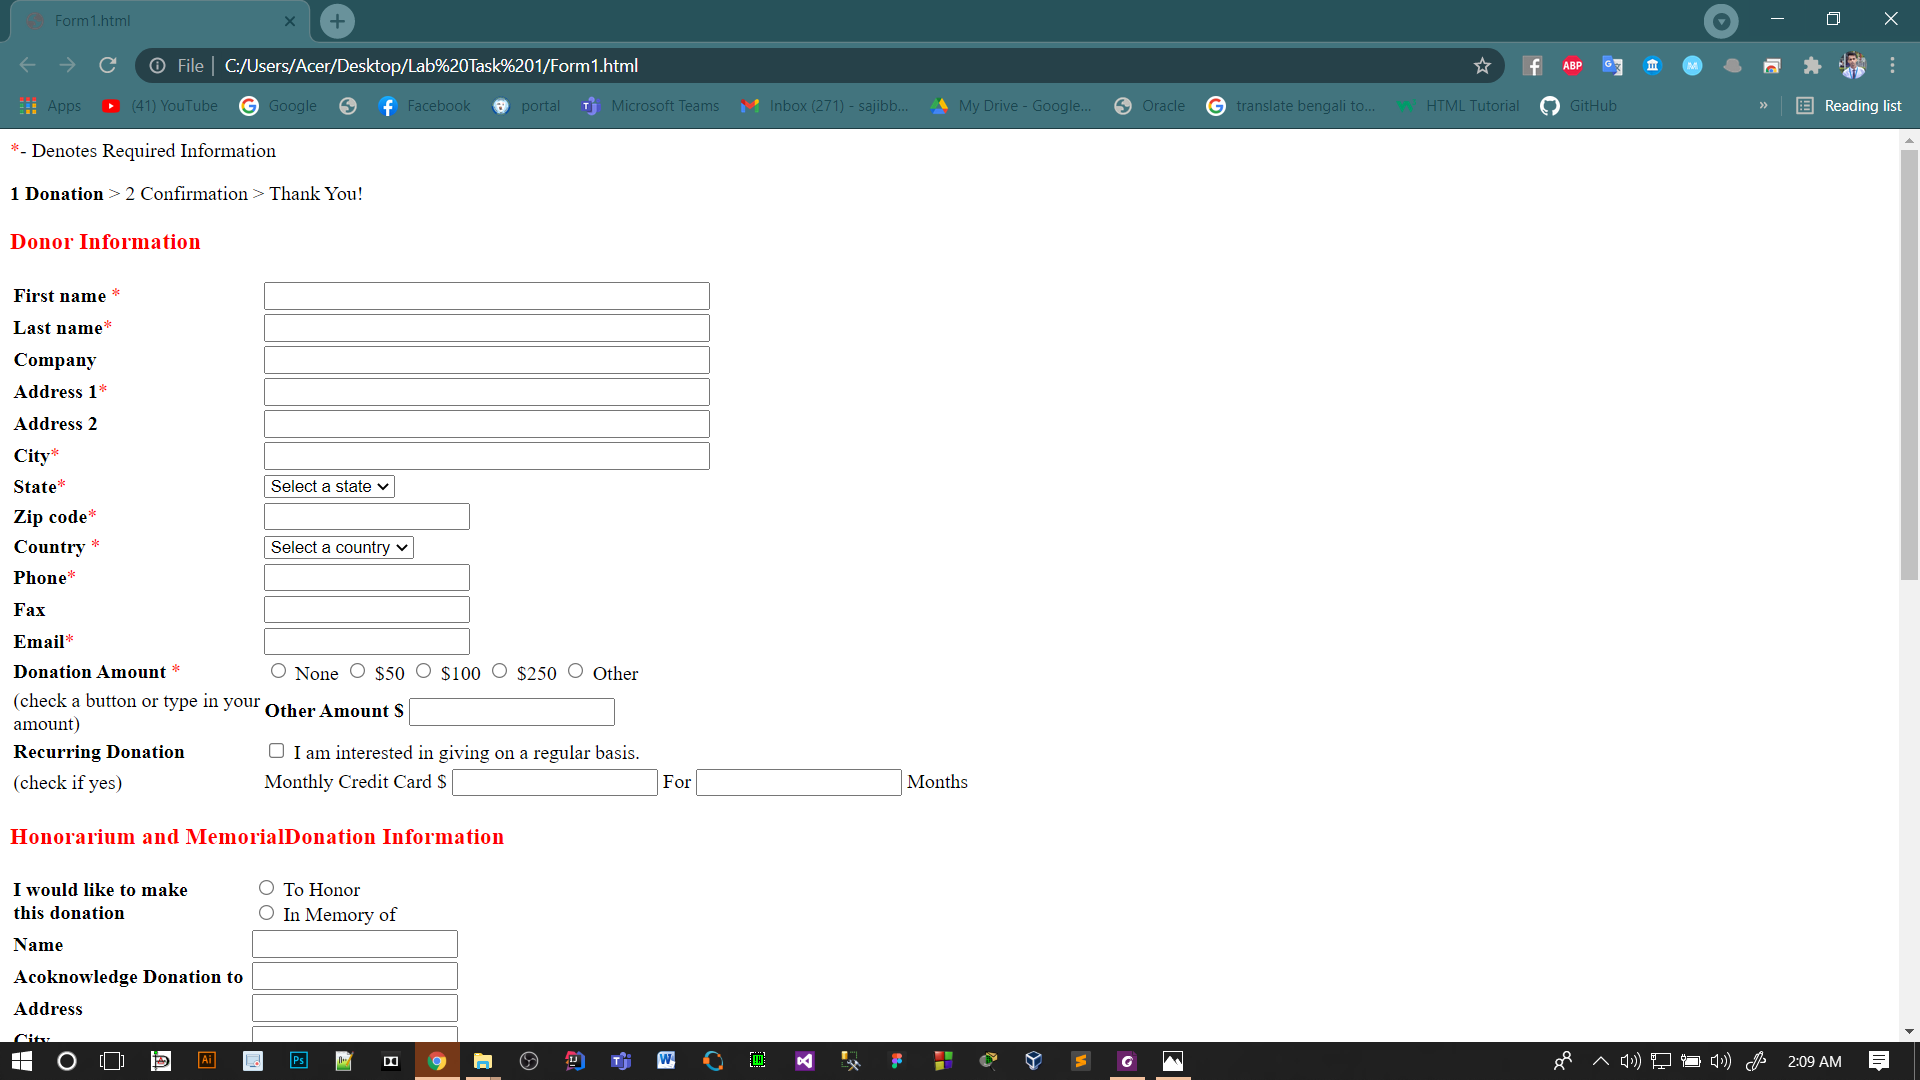 Form1.html
File | C:/Users/Acer/Desktop/Lab%20Task%201/Form1.html
ABP
Apps (41) YouTube Google Facebook portal Microsoft Teams Inbox (271) - sajibb... My Drive - Google... Oracle translate bengali to... HTML Tutorial GitHub » Reading list
*- Denotes Required Information
1 Donation > 2 Confirmation > Thank You!
Donor Information
First name *
Last name*
Company
Address 1*
Address 2
City*
State* Select a state
Zip code*
Country * Select a country
Phone*
Fax
Email*
Donation Amount * None $50 $100 $250 Other
(check a button or type in your amount) Other Amount $
Recurring Donation I am interested in giving on a regular basis.
(check if yes) Monthly Credit Card $ For Months
Honorarium and MemorialDonation Information
I would like to make this donation To Honor
In Memory of
Name
Acoknowledge Donation to
Address
City
2:09 AM